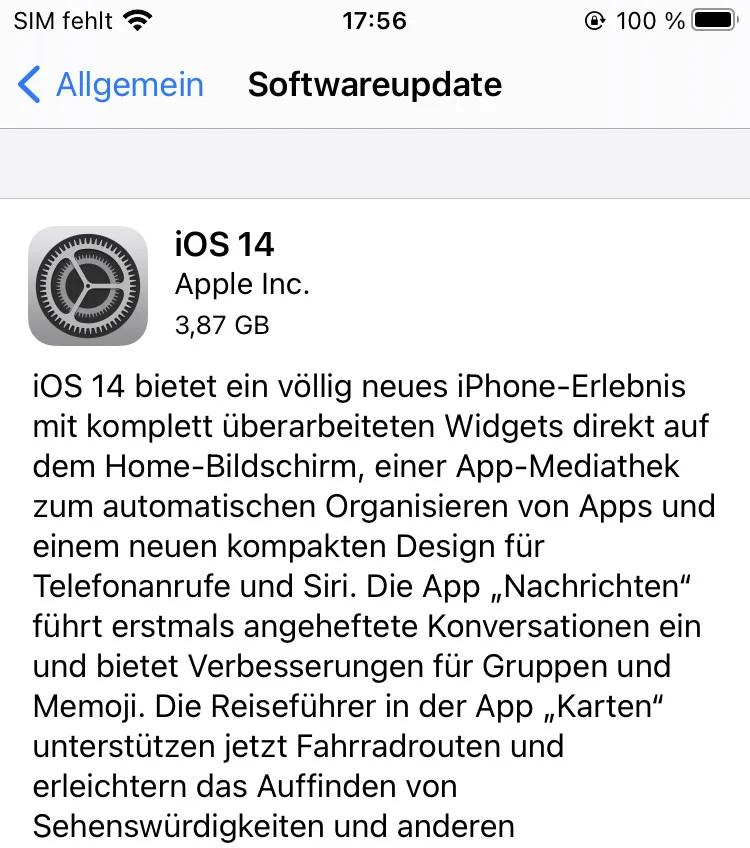 SIM fehlt 17:56 100 %
Allgemein Softwareupdate
iOS 14
Apple Inc.
3,87 GB
iOS 14 bietet ein völlig neues iPhone-Erlebnis
mit komplett überarbeiteten Widgets direkt auf
dem Home-Bildschirm, einer App-Mediathek
zum automatischen Organisieren von Apps und
einem neuen kompakten Design für
Telefonanrufe und Siri. Die App „Nachrichten“
führt erstmals angeheftete Konversationen ein
und bietet Verbesserungen für Gruppen und
Memoji. Die Reiseführer in der App „Karten“
unterstützen jetzt Fahrradrouten und
erleichtern das Auffinden von
Sehenswürdigkeiten und anderen